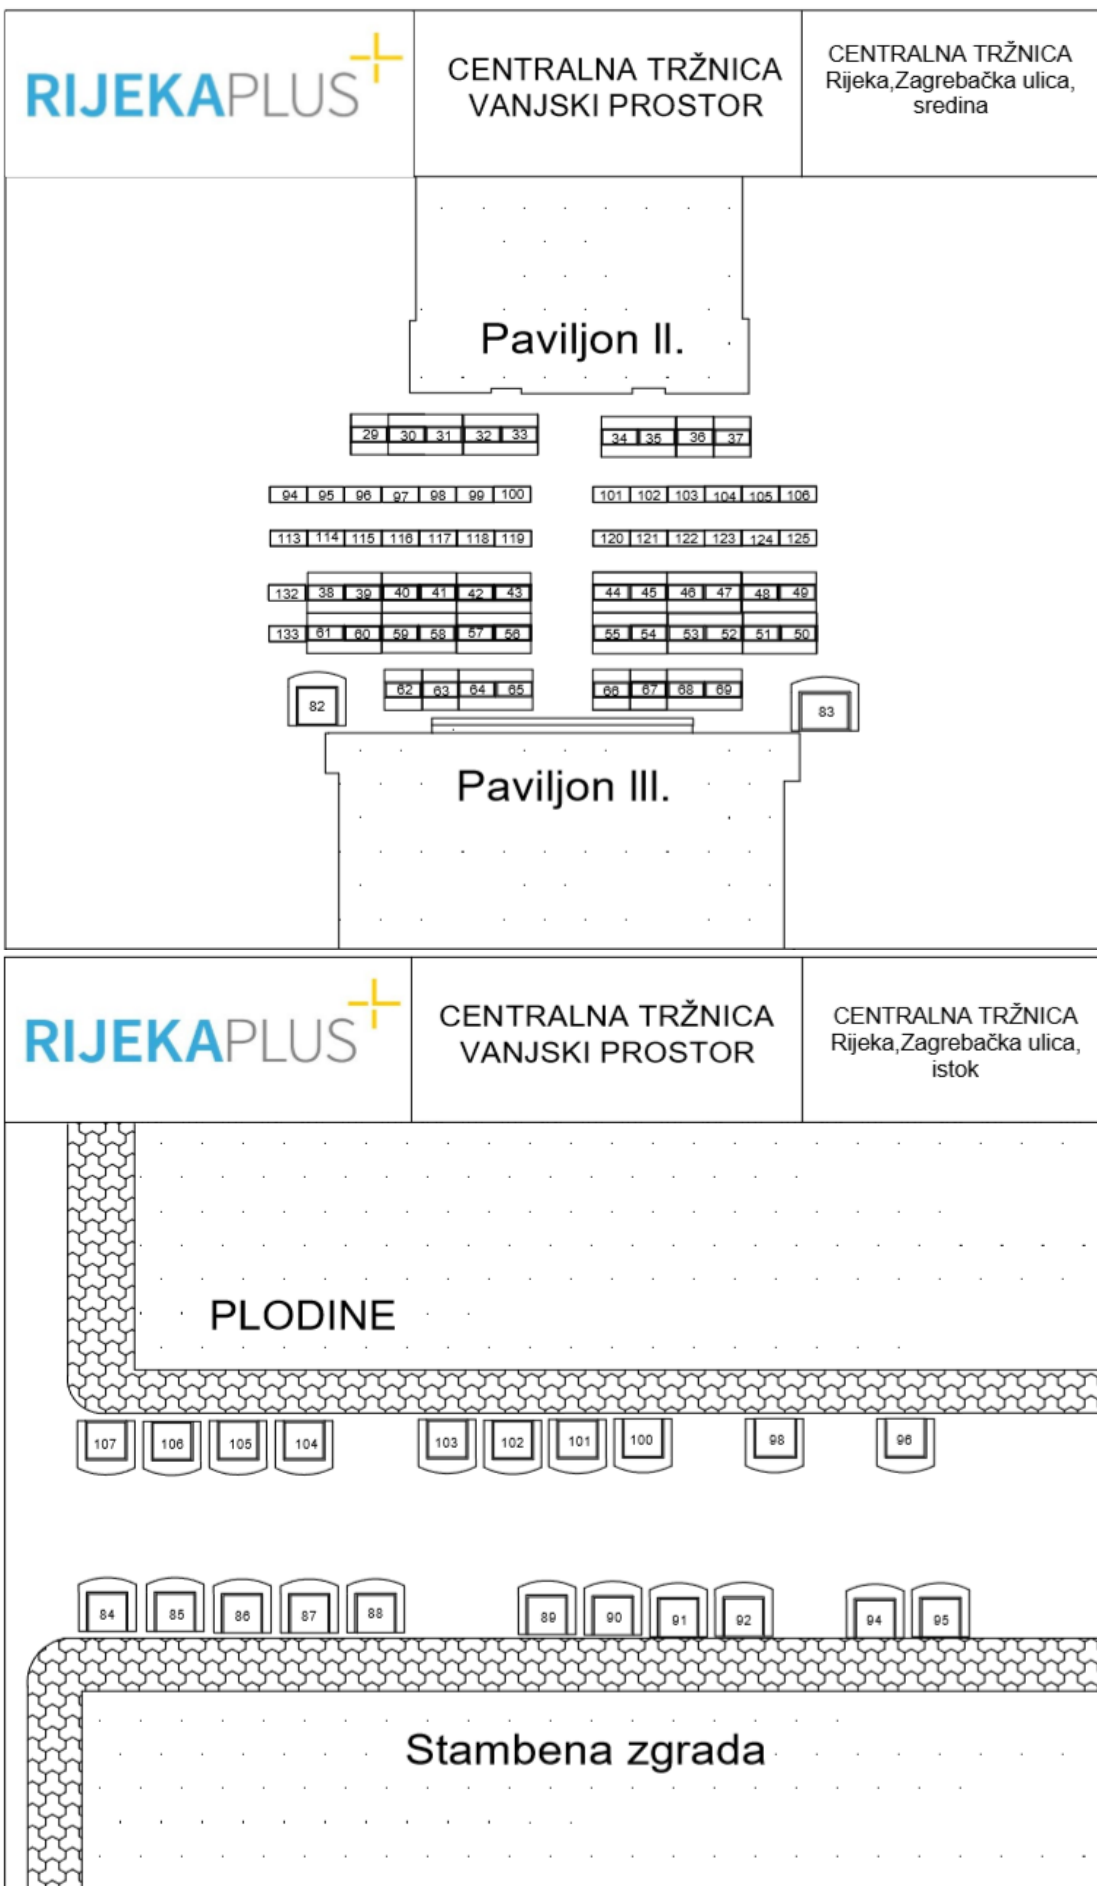 RIJEKAPLUS
CENTRALNA TRŽNICA
VANJSKI PROSTOR
CENTRALNA TRŽNICA
Rijeka,Zagrebačka ulica,
sredina
Paviljon II.
29 30 31 32 33 34 35 36 37
94 95 96 97 98 99 100 101 102 103 104 105 106
113 114 115 116 117 118 119 120 121 122 123 124 125
132 38 39 40 41 42 43 44 45 46 47 48 49
133 61 60 59 58 57 56 55 54 53 52 51 50
62 63 64 65 66 67 68 69
82 83
Paviljon III.
RIJEKAPLUS
CENTRALNA TRŽNICA
VANJSKI PROSTOR
CENTRALNA TRŽNICA
Rijeka,Zagrebačka ulica,
istok
PLODINE
107 106 105 104 103 102 101 100 98 96
84 85 86 87 88 89 90 91 92 94 95
Stambena zgrada